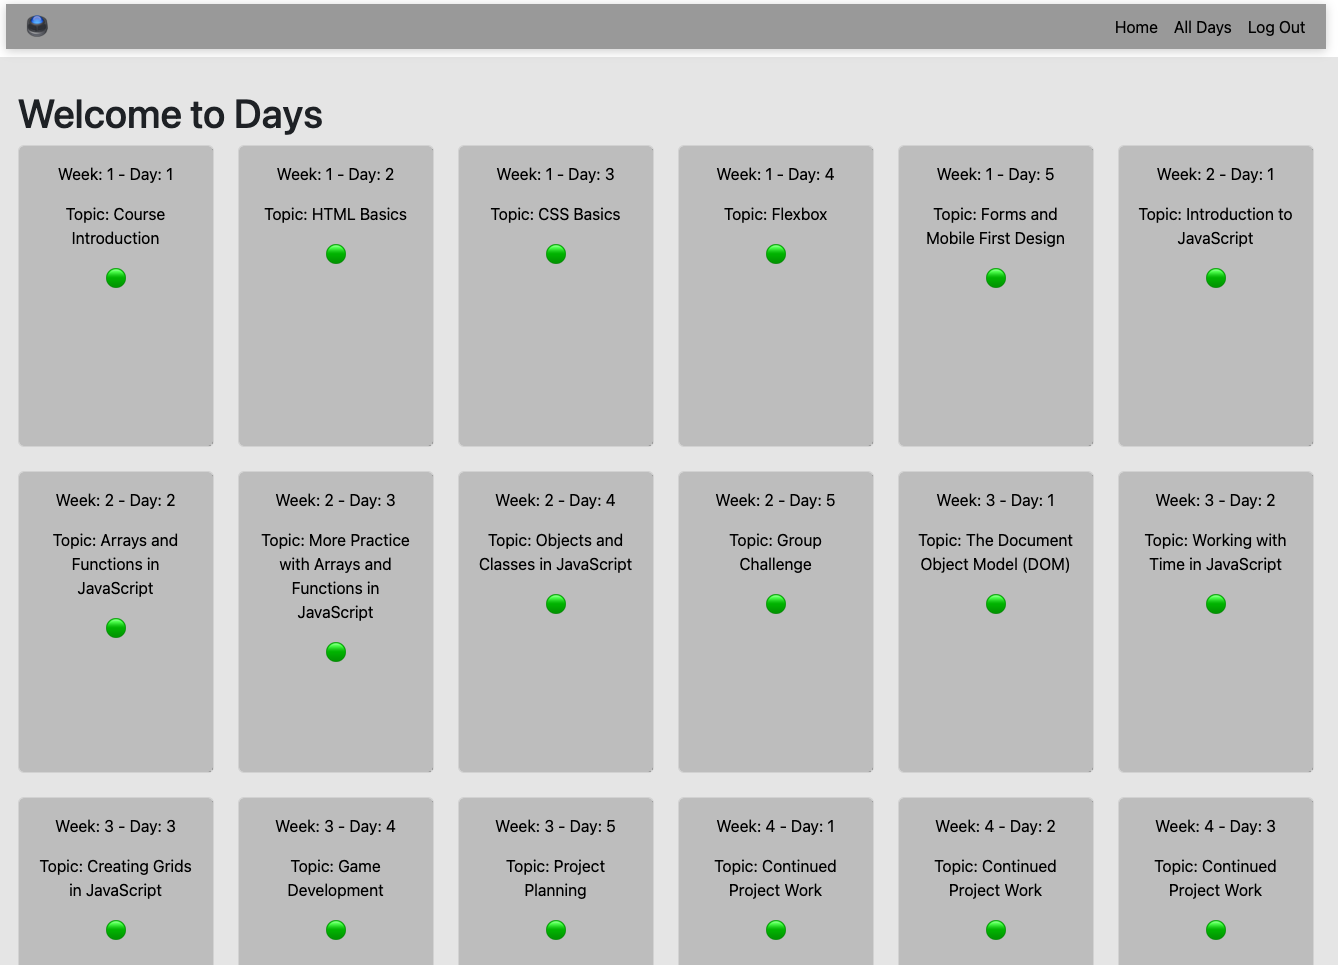 Home All Days Log Out
Welcome to Days
Week: 1 - Day: 1
Topic: Course
Introduction
Week: 1 - Day: 2
Topic: HTML Basics
Week: 1 - Day: 3
Topic: CSS Basics
Week: 1 - Day: 4
Topic: Flexbox
Week: 1 - Day: 5
Topic: Forms and
Mobile First Design
Week: 2 - Day: 1
Topic: Introduction to
JavaScript
Week: 2 - Day: 2
Topic: Arrays and
Functions in
JavaScript
Week: 2 - Day: 3
Topic: More Practice
with Arrays and
Functions in
JavaScript
Week: 2 - Day: 4
Topic: Objects and
Classes in JavaScript
Week: 2 - Day: 5
Topic: Group
Challenge
Week: 3 - Day: 1
Topic: The Document
Object Model (DOM)
Week: 3 - Day: 2
Topic: Working with
Time in JavaScript
Week: 3 - Day: 3
Topic: Creating Grids
in JavaScript
Week: 3 - Day: 4
Topic: Game
Development
Week: 3 - Day: 5
Topic: Project
Planning
Week: 4 - Day: 1
Topic: Continued
Project Work
Week: 4 - Day: 2
Topic: Continued
Project Work
Week: 4 - Day: 3
Topic: Continued
Project Work